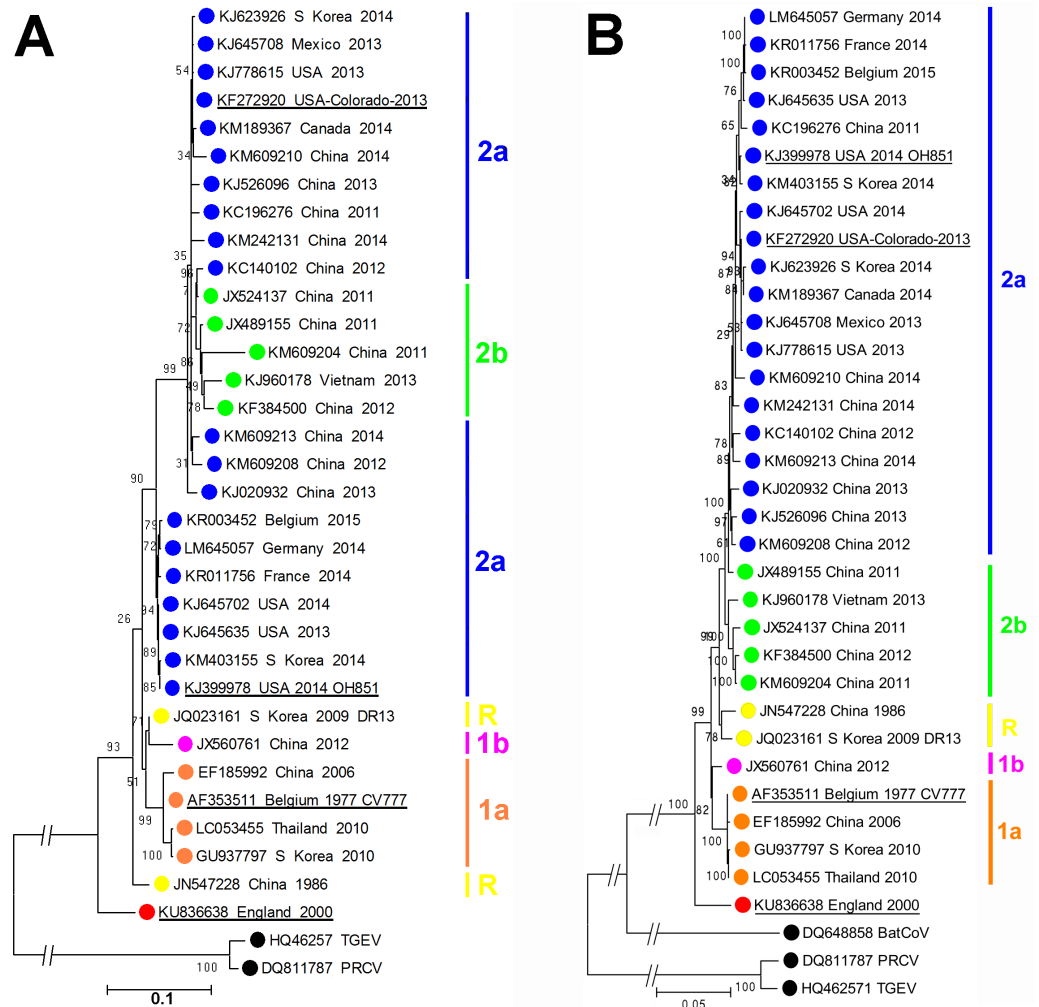 A
KJ623926 S Korea 2014
KJ645708 Mexico 2013
KJ778615 USA 2013
54
KF272920 USA-Colorado-2013
KM189367 Canada 2014
KM609210 China 2014
34
2a
KJ526096 China 2013
KC196276 China 2011
KM242131 China 2014
35
KC140102 China 2012
JX524137 China 2011
7
JX489155 China 2011
72
KM609204 China 2011
86
2b
KJ960178 Vietnam 2013
49
99
KF384500 China 2012
78
KM609213 China 2014
KM609208 China 2012
31
KJ020932 China 2013
90
KR003452 Belgium 2015
79
LM645057 Germany 2014
72
KR011756 France 2014
2a
KJ645702 USA 2014
94
26
KJ645635 USA 2013
KM403155 S Korea 2014
89
KJ399978 USA 2014 OH851
85
JQ023161 S Korea 2009 DR13
R
71
JX560761 China 2012
1b
93
EF185992 China 2006
51
AF353511 Belgium 1977 CV777
1a
LC053455 Thailand 2010
99
GU937797 S Korea 2010
100
JN547228 China 1986
R
KU836638 England 2000
HQ46257 TGEV
DQ811787 PRCV
100
0.1
B
LM645057 Germany 2014
100
KR011756 France 2014
100
KR003452 Belgium 2015
76
KJ645635 USA 2013
65
KC196276 China 2011
KJ399978 USA 2014 OH851
KM403155 S Korea 2014
KJ645702 USA 2014
KF272920 USA-Colorado-2013
94
KJ623926 S Korea 2014
87
93
2a
KM189367 Canada 2014
KJ645708 Mexico 2013
53
29
KJ778615 USA 2013
KM609210 China 2014
83
KM242131 China 2014
KC140102 China 2012
78
KM609213 China 2014
89
KJ020932 China 2013
100
KJ526096 China 2013
97
KM609208 China 2012
61
100
JX489155 China 2011
KJ960178 Vietnam 2013
JX524137 China 2011
2b
99
100
KF384500 China 2012
100
KM609204 China 2011
100
JN547228 China 1986
99
R
JQ023161 S Korea 2009 DR13
78
JX560761 China 2012
1b
AF353511 Belgium 1977 CV777
100
82
EF185992 China 2006
1a
GU937797 S Korea 2010
100
LC053455 Thailand 2010
100
KU836638 England 2000
DQ648858 BatCoV
DQ811787 PRCV
HQ462571 TGEV
100
0.05